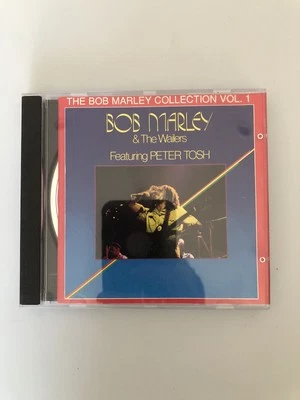 THE BOB MARLEY COLLECTION VOL. 1
BOB MARLEY
& The Wailers
Featuring PETER TOSH